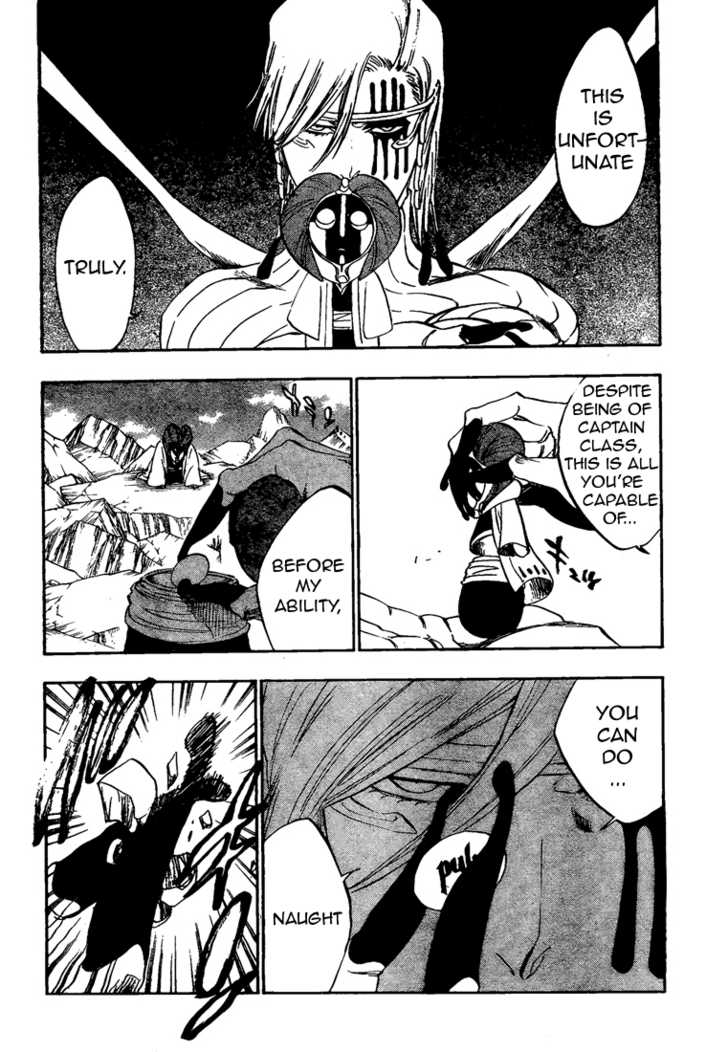 THIS
IS
UNFORT-
UNATE
TRULY.
DESPITE
BEING OF
CAPTAIN
CLASS,
THIS IS ALL
YOU'RE
CAPABLE
OF...
BEFORE
MY
ABILITY,
YOU
CAN
DO
...
NAUGHT